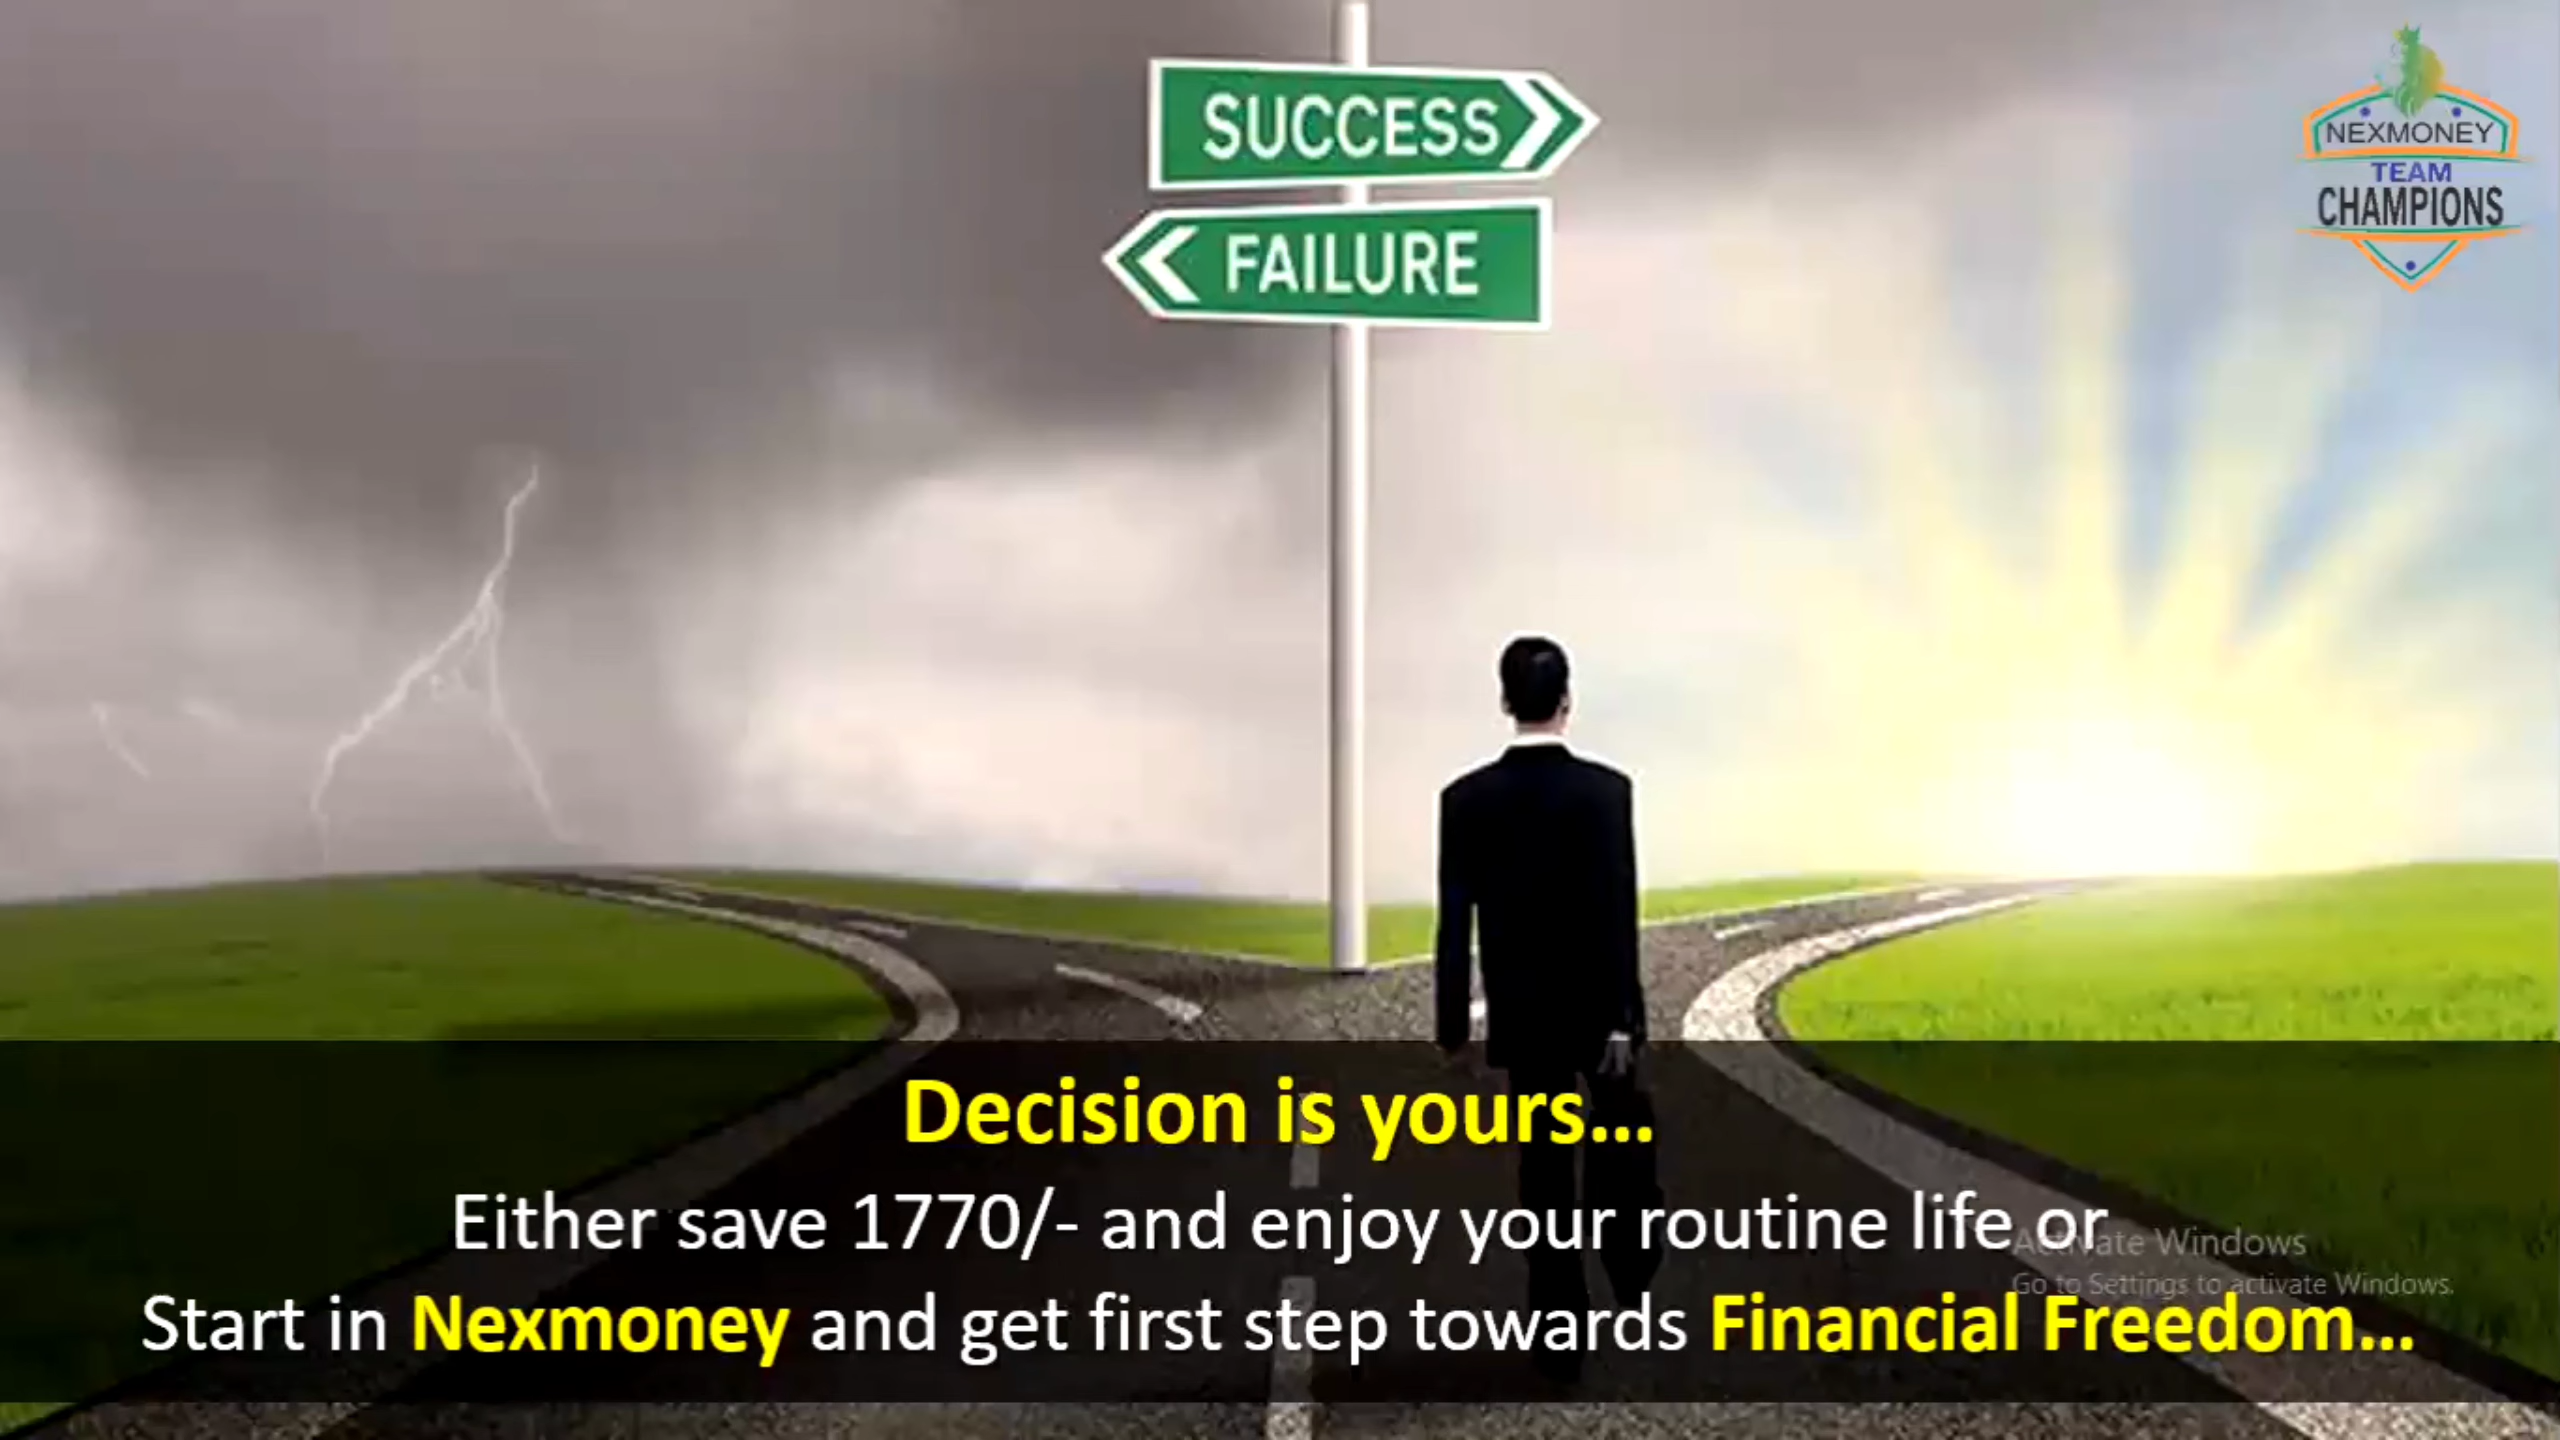 SUCCESS
FAILURE
NEXMONEY
TEAM
CHAMPIONS
Decision is yours...
Either save 1770/- and enjoy your routine life or
Start in Nexmoney and get first step towards Financial Freedom...
Activate Windows
Go to Settings to activate Windows.